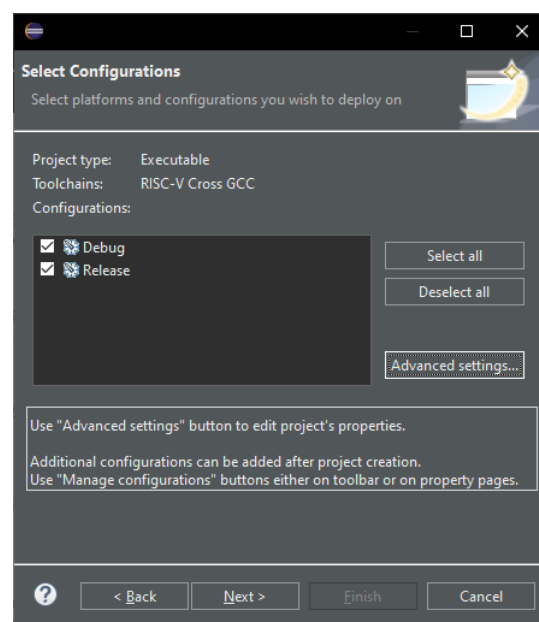 Select Configurations
Select platforms and configurations you wish to deploy on
Project type: Executable
Toolchains: RISC-V Cross GCC
Configurations:
Debug
Release
Select all
Deselect all
Advanced settings...
Use "Advanced settings" button to edit project's properties.
Additional configurations can be added after project creation.
Use "Manage configurations" buttons either on toolbar or on property pages.
? < Back Next > Finish Cancel